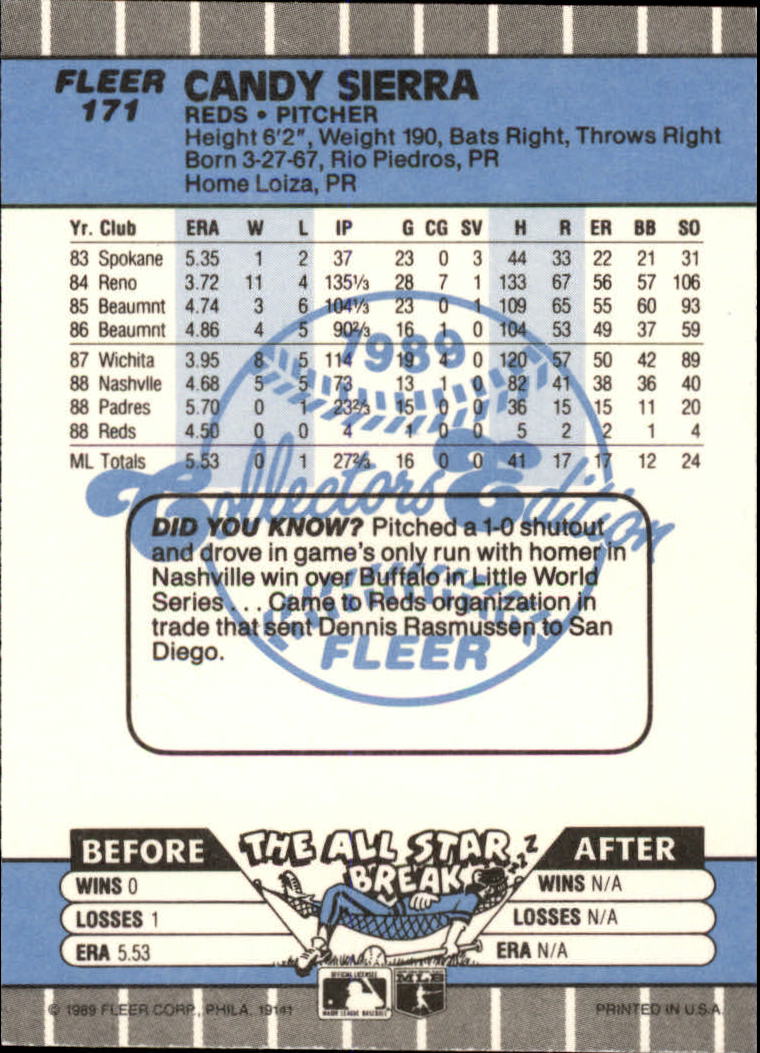 FLEER
171
CANDY SIERRA
REDS • PITCHER
Height 6'2", Weight 190, Bats Right, Throws Right
Born 3-27-67, Rio Piedros, PR
Home Loiza, PR
Yr. Club ERA W L IP G CG SV H R ER BB SO
83 Spokane 5.35 1 2 37 23 0 3 44 33 22 21 31
84 Reno 3.72 11 4 135⅓ 28 7 1 133 67 56 57 106
85 Beaumnt 4.74 3 6 104⅓ 23 0 1 109 65 55 60 93
86 Beaumnt 4.86 4 5 90⅔ 16 1 0 104 53 49 37 59
87 Wichita 3.95 8 5 114 19 4 0 120 57 50 42 89
88 Nashvlle 4.68 5 5 73 13 1 0 82 41 38 36 40
88 Padres 5.70 0 1 23⅔ 15 0 0 36 15 15 11 20
88 Reds 4.50 0 0 4 1 0 0 5 2 2 1 4
ML Totals 5.53 0 1 27⅔ 16 0 0 41 17 17 12 24
1989
Collectors Edition
FLEER
DID YOU KNOW? Pitched a 1-0 shutout
and drove in game's only run with homer in
Nashville win over Buffalo in Little World
Series . . . Came to Reds organization in
trade that sent Dennis Rasmussen to San
Diego.
THE ALL STAR
BREAK
ZZZ
BEFORE
WINS 0
LOSSES 1
ERA 5.53
AFTER
WINS N/A
LOSSES N/A
ERA N/A
OFFICIAL LICENSEE
MAJOR LEAGUE BASEBALL
MLB
© 1989 FLEER CORP., PHILA. 19141
PRINTED IN U.S.A.